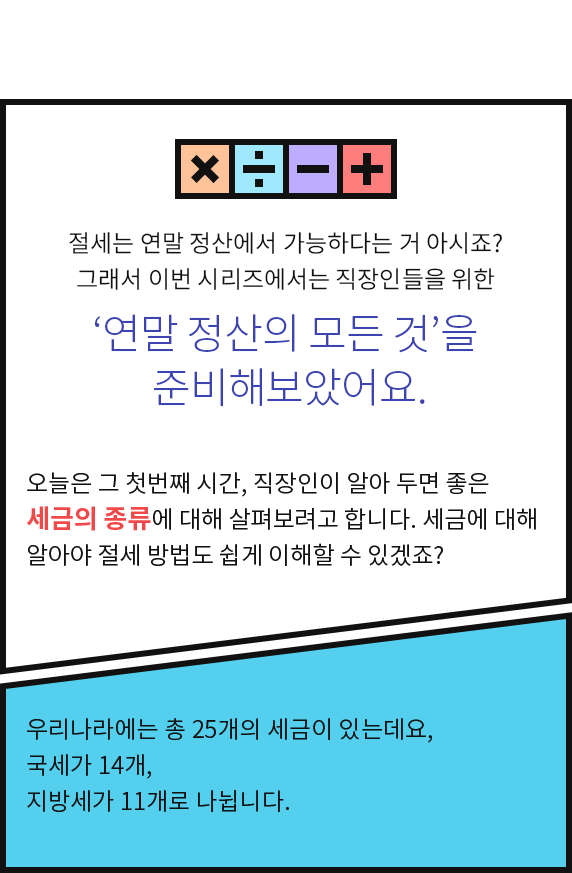 × ÷ − +
절세는 연말 정산에서 가능하다는 거 아시죠?
그래서 이번 시리즈에서는 직장인들을 위한
‘연말 정산의 모든 것’을
준비해보았어요.
오늘은 그 첫번째 시간, 직장인이 알아 두면 좋은
세금의 종류에 대해 살펴보려고 합니다. 세금에 대해
알아야 절세 방법도 쉽게 이해할 수 있겠죠?
우리나라에는 총 25개의 세금이 있는데요,
국세가 14개,
지방세가 11개로 나뉩니다.